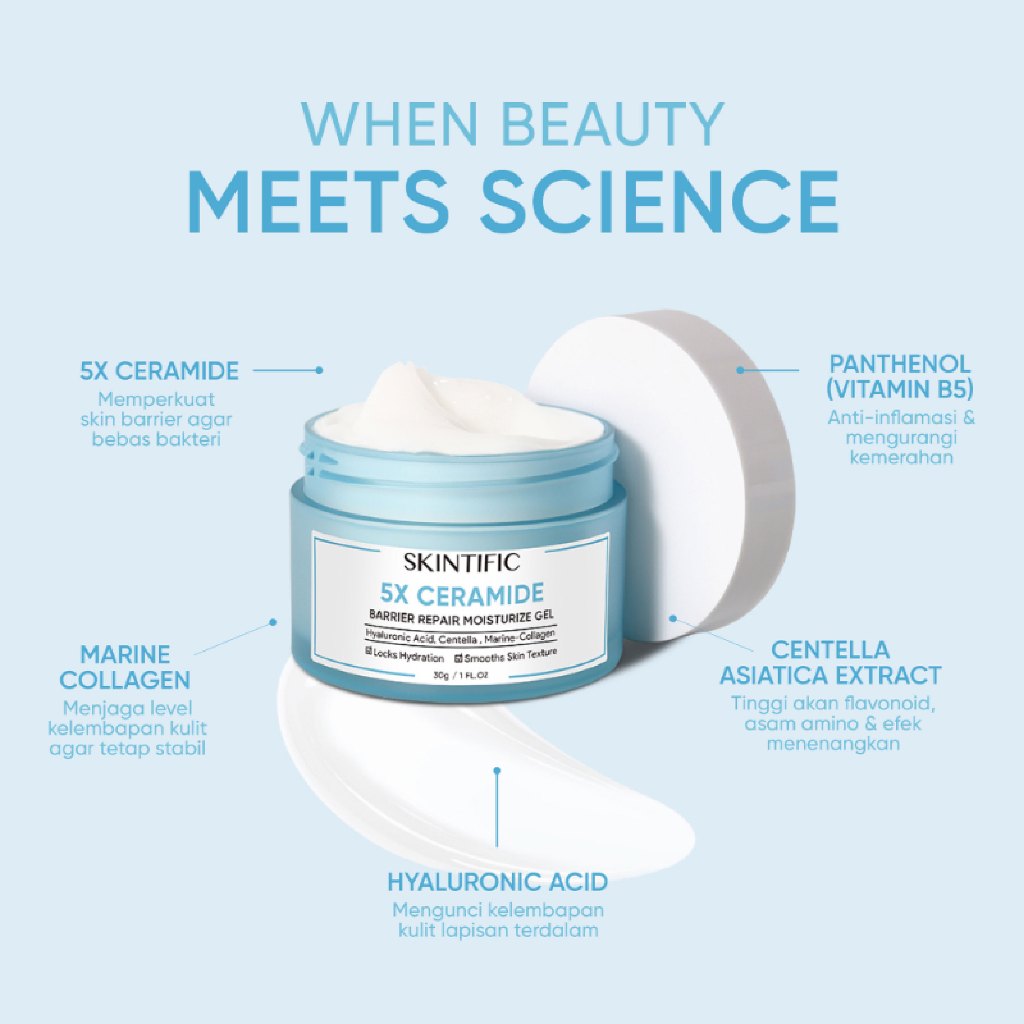 WHEN BEAUTY
MEETS SCIENCE
5X CERAMIDE
Memperkuat
skin barrier agar
bebas bakteri
PANTHENOL
(VITAMIN B5)
Anti-inflamasi &
mengurangi
kemerahan
SKINTIFIC
5X CERAMIDE
BARRIER REPAIR MOISTURIZE GEL
Hyaluronic Acid, Centella , Marine-Collagen
☑ Locks Hydration ☑ Smooths Skin Texture
30g / 1 FL.OZ
MARINE
COLLAGEN
Menjaga level
kelembapan kulit
agar tetap stabil
CENTELLA
ASIATICA EXTRACT
Tinggi akan flavonoid,
asam amino & efek
menenangkan
HYALURONIC ACID
Mengunci kelembapan
kulit lapisan terdalam